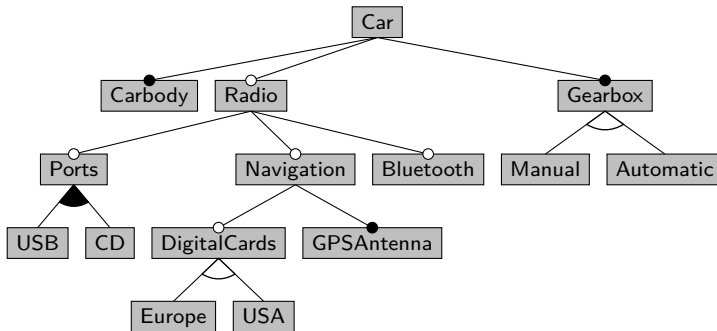 Car
Carbody
Radio
Gearbox
Ports
Navigation
Bluetooth
Manual
Automatic
USB
CD
DigitalCards
GPSAntenna
Europe
USA